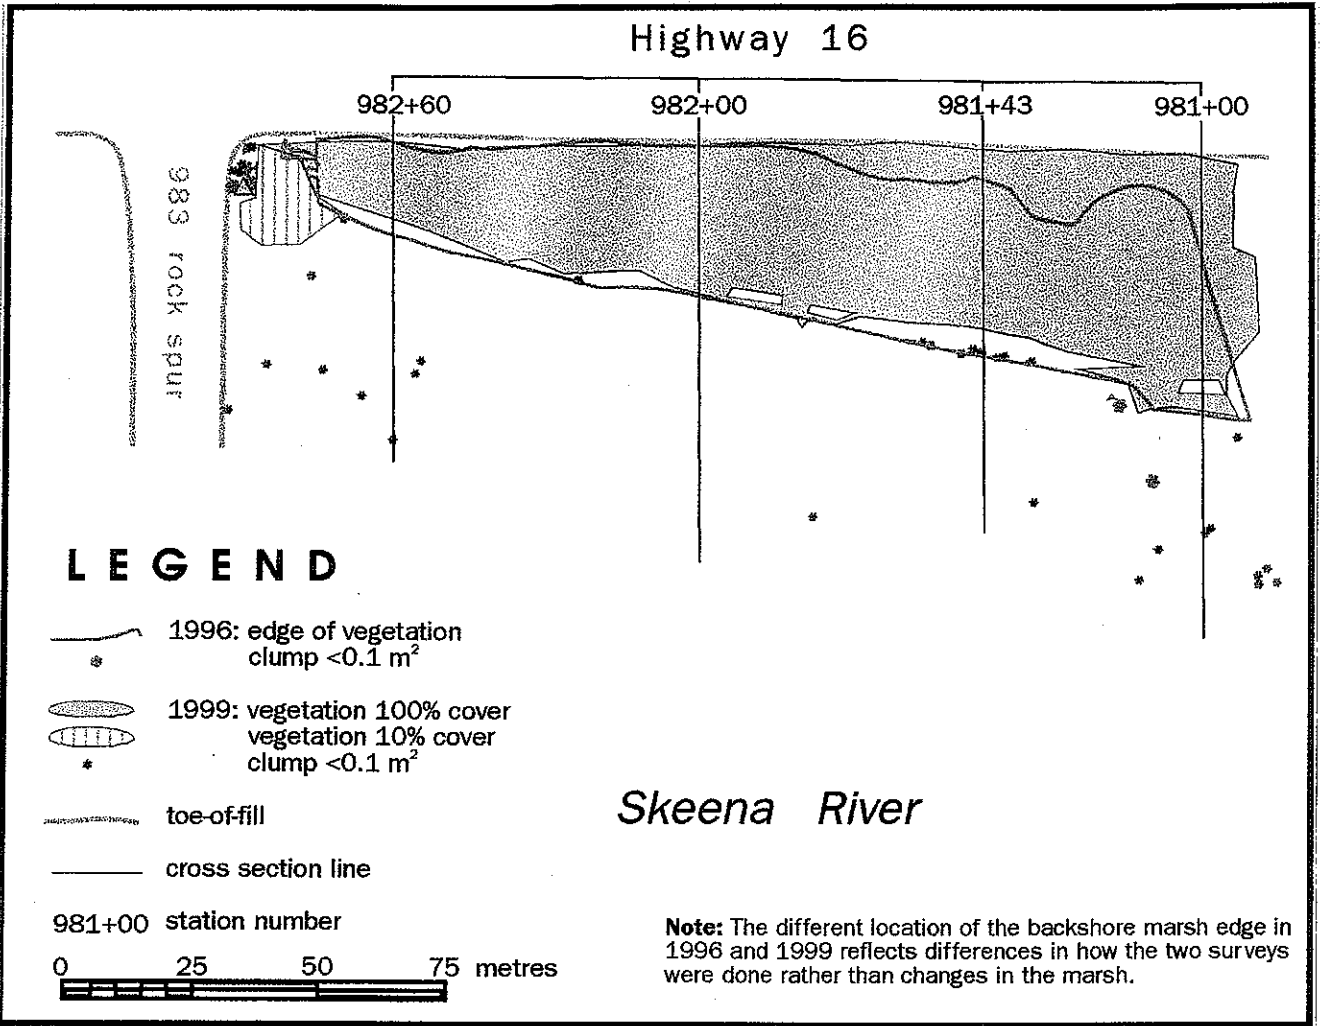 Highway 16
982+60 982+00 981+43 981+00
983 rock spur
LEGEND
1996: edge of vegetation
clump <0.1 m²
1999: vegetation 100% cover
vegetation 10% cover
clump <0.1 m²
toe-of-fill
Skeena River
cross section line
981+00 station number
0 25 50 75 metres
Note: The different location of the backshore marsh edge in
1996 and 1999 reflects differences in how the two surveys
were done rather than changes in the marsh.